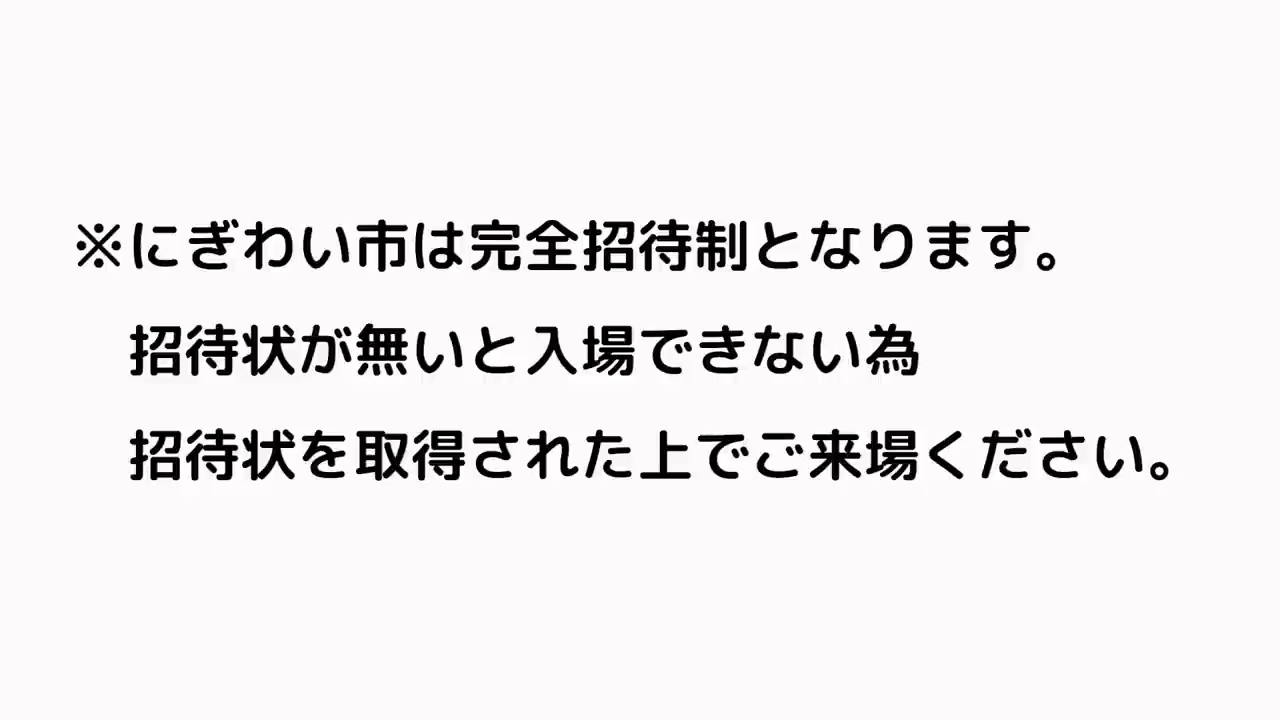 ※にぎわい市は完全招待制となります。
招待状が無いと入場できない為
招待状を取得された上でご来場ください。